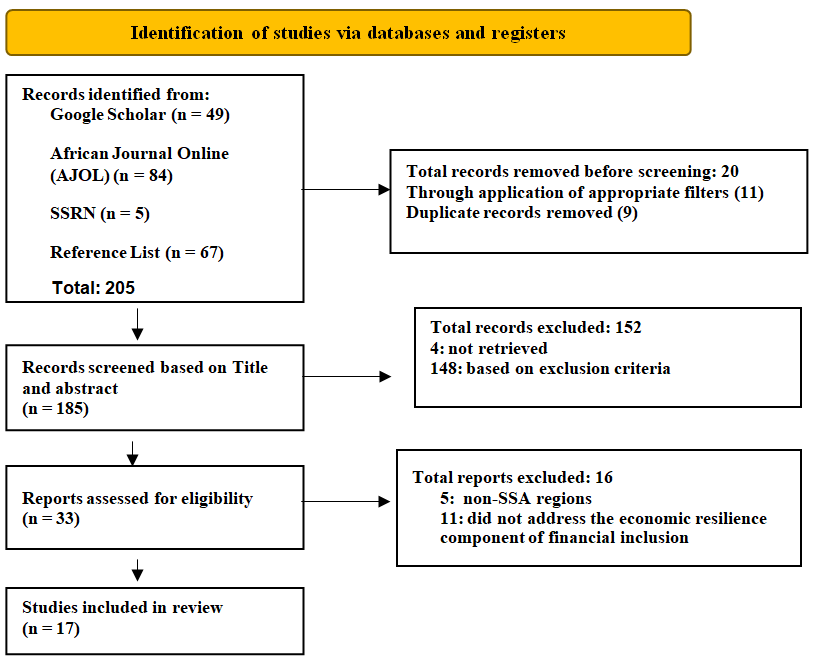 Identification of studies via databases and registers
Records identified from:
Google Scholar (n = 49)
African Journal Online
(AJOL) (n = 84)
SSRN (n = 5)
Reference List (n = 67)
Total: 205
Total records removed before screening: 20
Through application of appropriate filters (11)
Duplicate records removed (9)
Records screened based on Title
and abstract
(n = 185)
Total records excluded: 152
4: not retrieved
148: based on exclusion criteria
Reports assessed for eligibility
(n = 33)
Total reports excluded: 16
5: non-SSA regions
11: did not address the economic resilience
component of financial inclusion
Studies included in review
(n = 17)